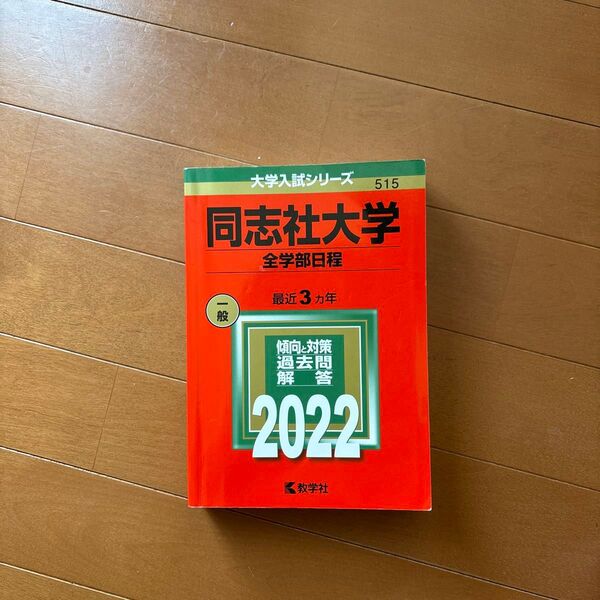 大学入試シリーズ
515
同志社大学
全学部日程
最近3ヵ年
一般
傾向と対策
過去問
解答
2022
教学社